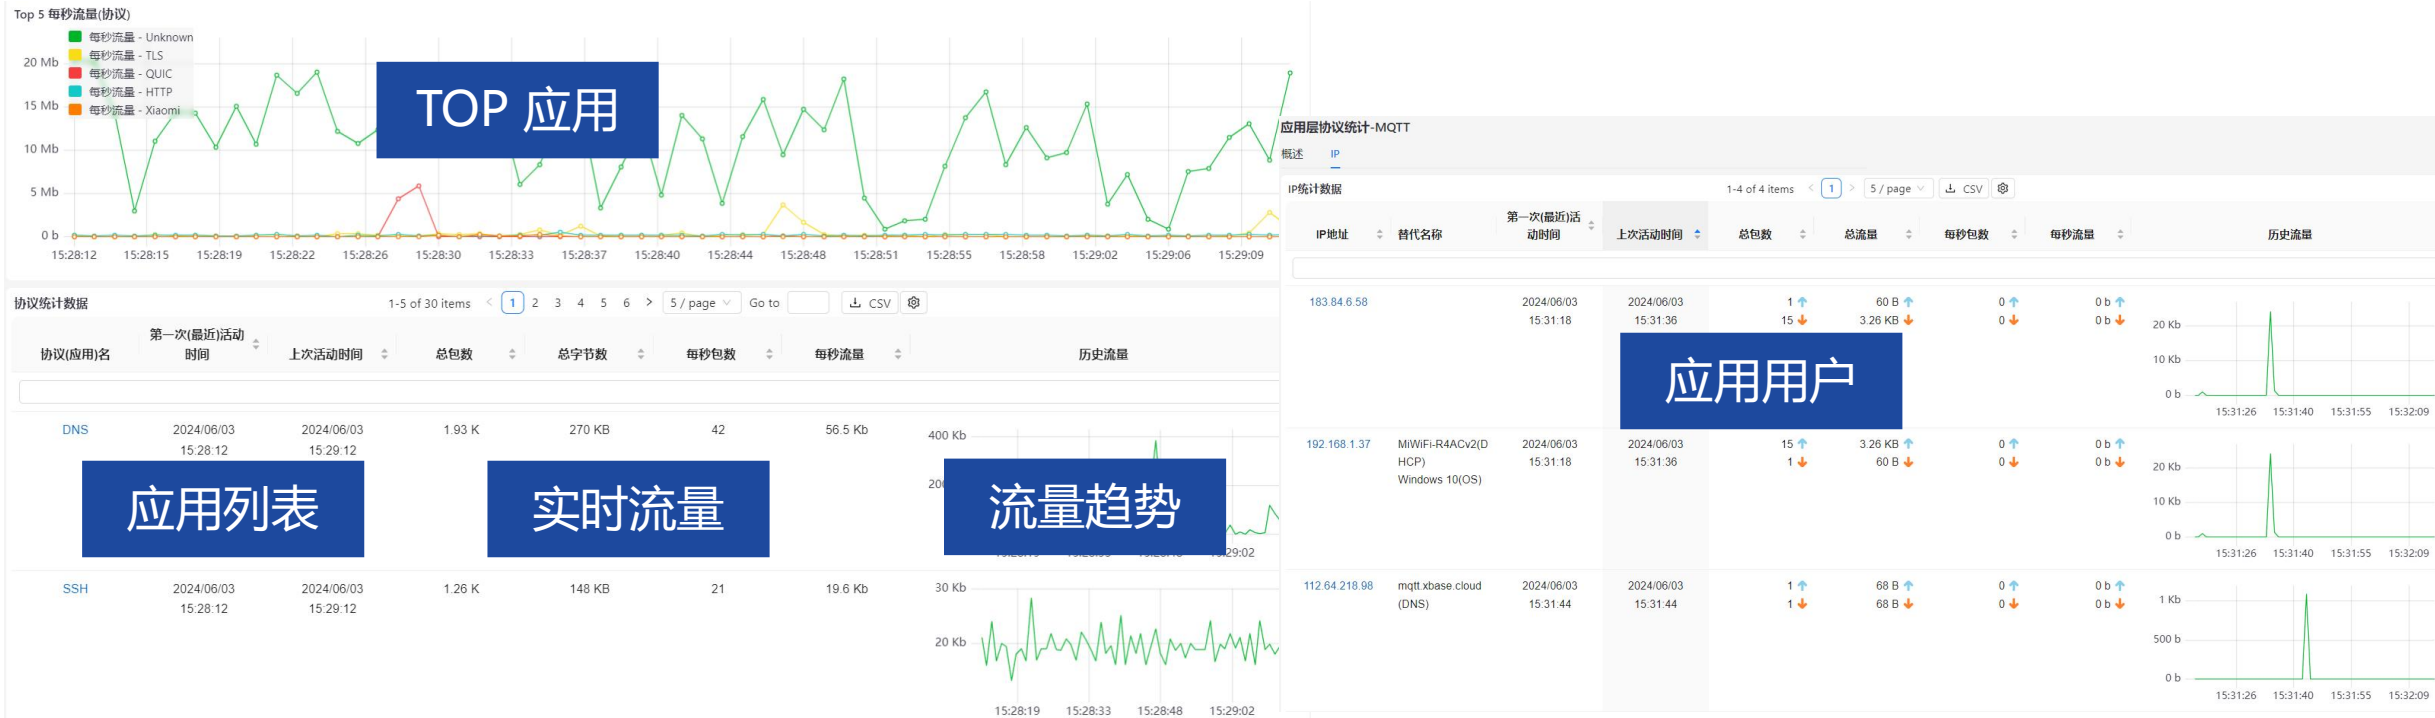 Top 5 每秒流量(协议)
每秒流量 - Unknown
每秒流量 - TLS
每秒流量 - QUIC
每秒流量 - HTTP
每秒流量 - Xiaomi
20 Mb
15 Mb
10 Mb
5 Mb
0 b
TOP 应用
15:28:12 15:28:15 15:28:19 15:28:22 15:28:26 15:28:30 15:28:33 15:28:37 15:28:40 15:28:44 15:28:48 15:28:51 15:28:55 15:28:58 15:29:02 15:29:06 15:29:09
协议统计数据 1-5 of 30 items < 1 2 3 4 5 6 > 5 / page Go to CSV
协议(应用)名 第一次(最近)活动时间 上次活动时间 总包数 总字节数 每秒包数 每秒流量 历史流量
DNS 2024/06/03 15:28:12 2024/06/03 15:29:12 1.93 K 270 KB 42 56.5 Kb
400 Kb
应用列表 实时流量 流量趋势
15:29:02
SSH 2024/06/03 15:28:12 2024/06/03 15:29:12 1.26 K 148 KB 21 19.6 Kb
30 Kb
20 Kb
15:28:19 15:28:33 15:28:48 15:29:02
应用层协议统计-MQTT
概述 IP
IP统计数据 1-4 of 4 items < 1 > 5 / page CSV
IP地址 替代名称 第一次(最近)活动时间 上次活动时间 总包数 总流量 每秒包数 每秒流量 历史流量
183.84.6.58 2024/06/03 15:31:18 2024/06/03 15:31:36 1 15 60 B 3.26 KB 0 0 0 b 0 b
20 Kb
10 Kb
0 b
15:31:26 15:31:40 15:31:55 15:32:09
应用用户
192.168.1.37 MiWiFi-R4ACv2(DHCP) Windows 10(OS) 2024/06/03 15:31:18 2024/06/03 15:31:36 15 1 3.26 KB 60 B 0 0 0 b 0 b
20 Kb
10 Kb
0 b
15:31:26 15:31:40 15:31:55 15:32:09
112.64.218.98 mqtt.xbase.cloud (DNS) 2024/06/03 15:31:44 2024/06/03 15:31:44 1 1 68 B 68 B 0 0 0 b 0 b
1 Kb
500 b
0 b
15:31:26 15:31:40 15:31:55 15:32:09